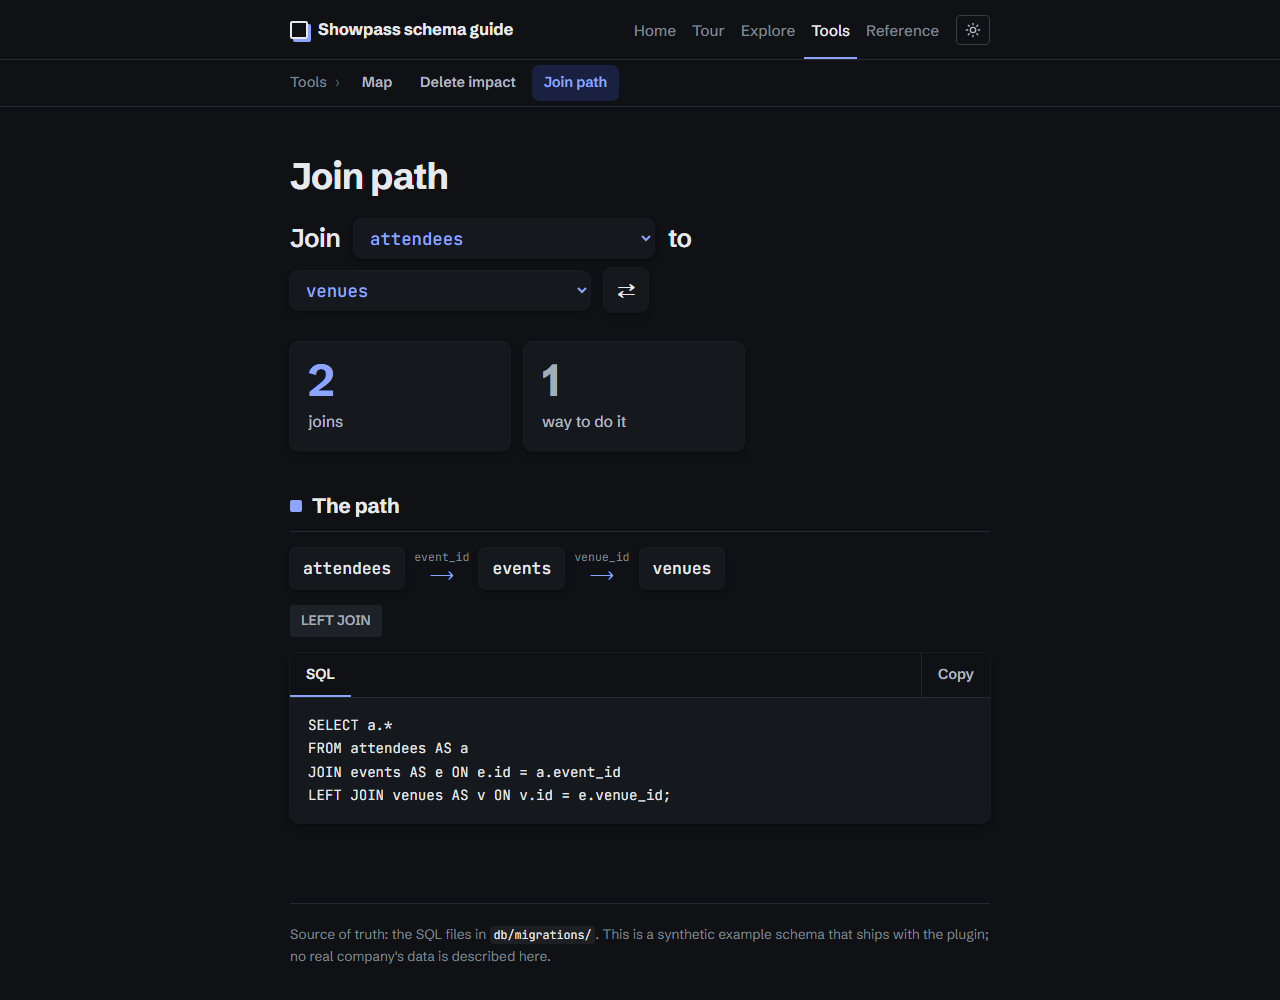 Showpass schema guide
Home Tour Explore Tools Reference
Tools › Map Delete impact Join path
Join path
Join attendees to
venues
2
joins
1
way to do it
The path
attendees event_id events venue_id venues
LEFT JOIN
SQL Copy
SELECT a.*
FROM attendees AS a
JOIN events AS e ON e.id = a.event_id
LEFT JOIN venues AS v ON v.id = e.venue_id;
Source of truth: the SQL files in db/migrations/. This is a synthetic example schema that ships with the plugin;
no real company's data is described here.